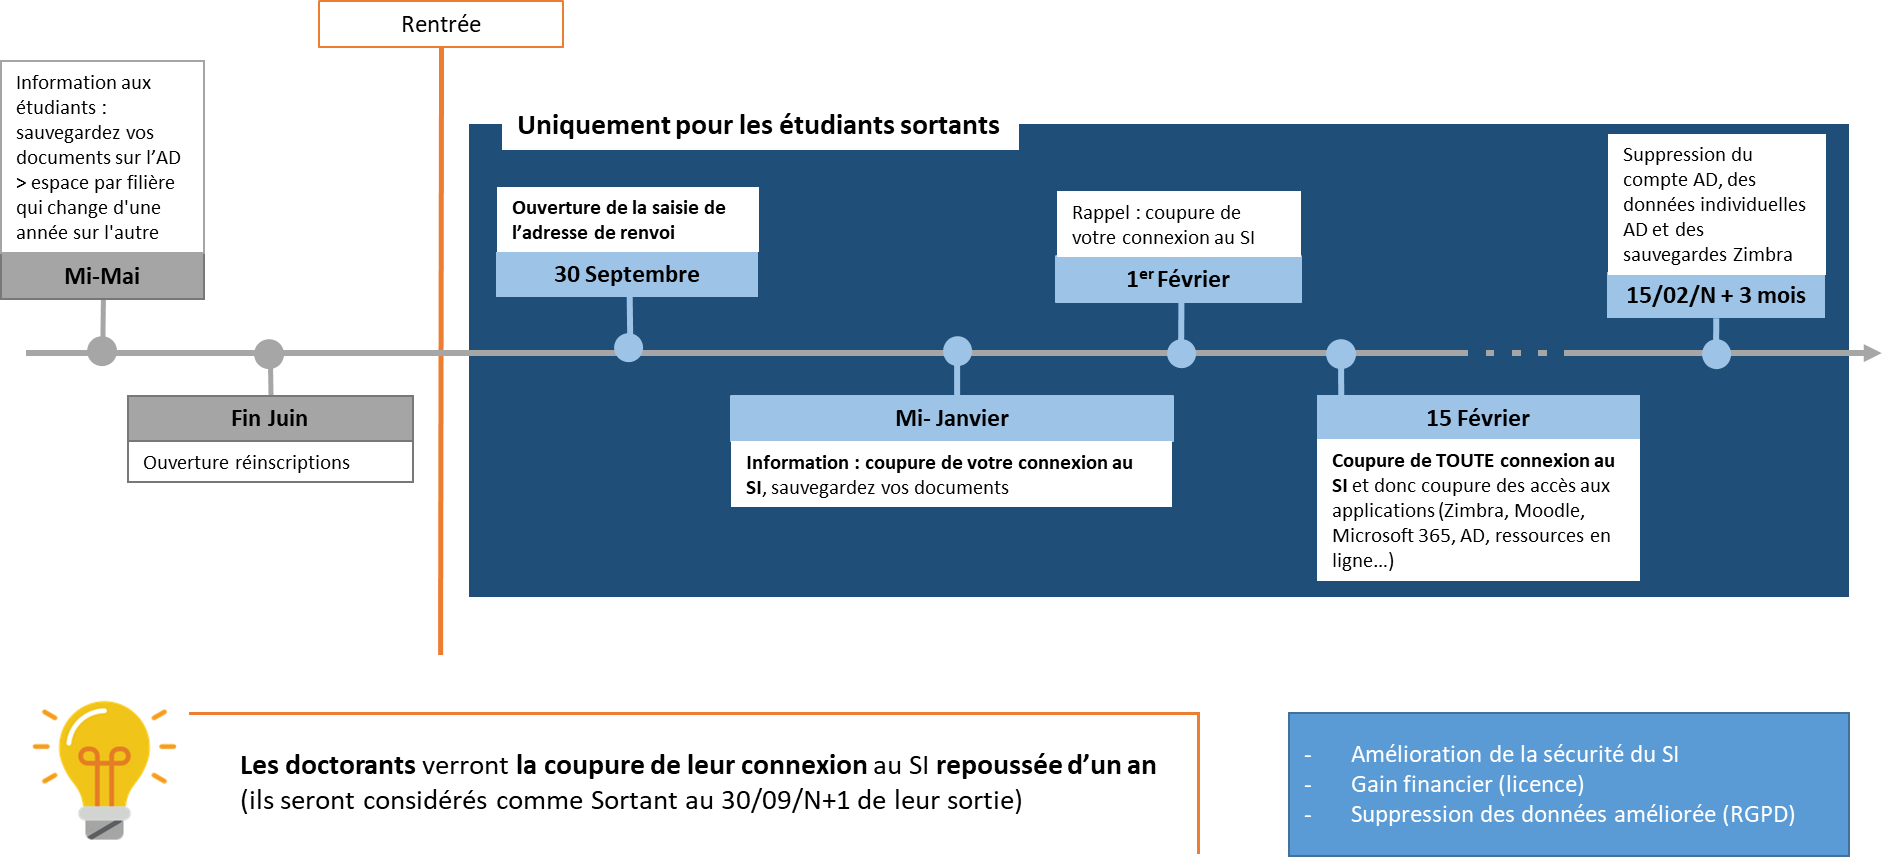 Rentrée
Information aux
étudiants :
sauvegardez vos
documents sur l’AD
> espace par filière
qui change d'une
année sur l'autre
Mi-Mai
Fin Juin
Ouverture réinscriptions
Uniquement pour les étudiants sortants
Ouverture de la saisie de
l’adresse de renvoi
30 Septembre
Mi- Janvier
Information : coupure de votre connexion au
SI, sauvegardez vos documents
Rappel : coupure de
votre connexion au SI
1er Février
15 Février
Coupure de TOUTE connexion au
SI et donc coupure des accès aux
applications (Zimbra, Moodle,
Microsoft 365, AD, ressources en
ligne…)
Suppression du
compte AD, des
données individuelles
AD et des
sauvegardes Zimbra
15/02/N + 3 mois
Les doctorants verront la coupure de leur connexion au SI repoussée d’un an
(ils seront considérés comme Sortant au 30/09/N+1 de leur sortie)
- Amélioration de la sécurité du SI
- Gain financier (licence)
- Suppression des données améliorée (RGPD)